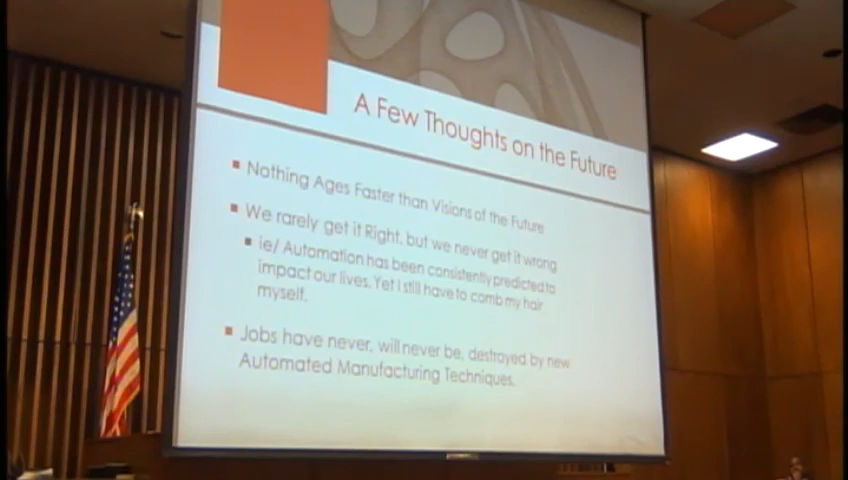 A Few Thoughts on the Future
Nothing Ages Faster than Visions of the Future
We rarely get it Right, but we never get it wrong
ie/ Automation has been consistently predicted to
impact our lives. Yet I still have to comb my hair
myself.
Jobs have never, will never be, destroyed by new
Automated Manufacturing Techniques.